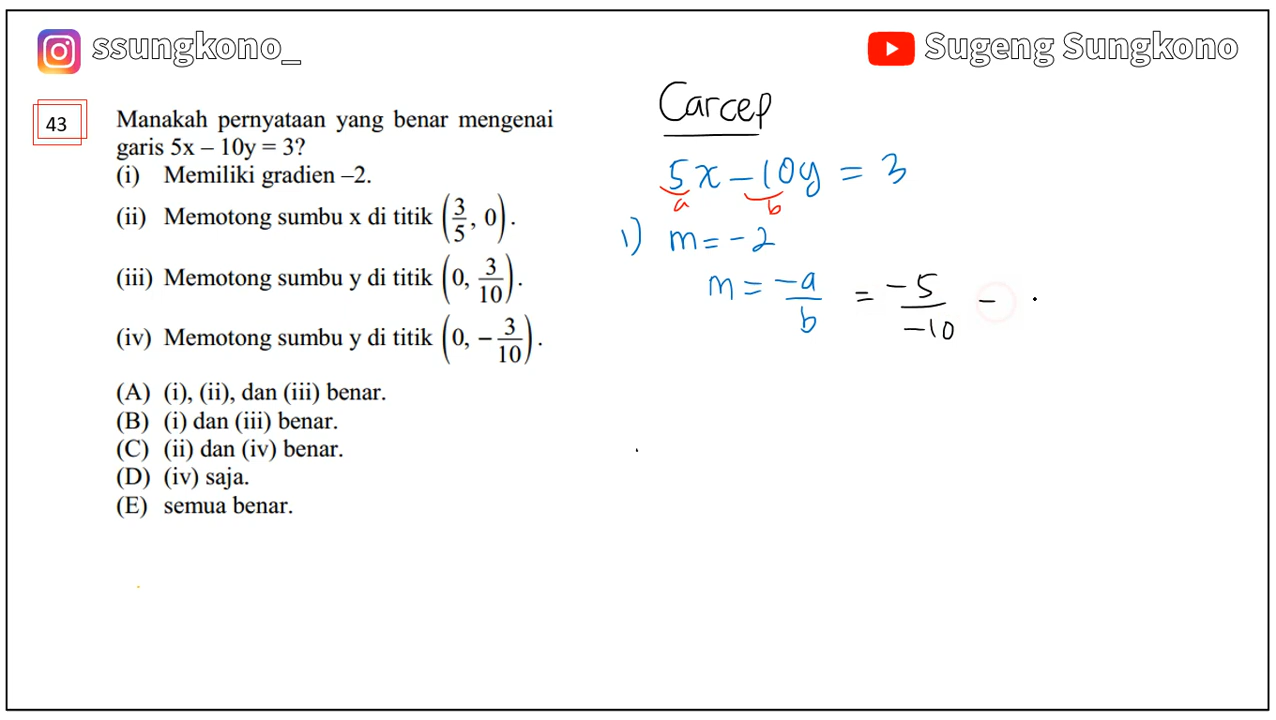 ssungkono_
Sugeng Sungkono
43
Manakah pernyataan yang benar mengenai
garis 5x – 10y = 3?
(i) Memiliki gradien –2.
(ii) Memotong sumbu x di titik (3/5, 0).
(iii) Memotong sumbu y di titik (0, 3/10).
(iv) Memotong sumbu y di titik (0, –3/10).
(A) (i), (ii), dan (iii) benar.
(B) (i) dan (iii) benar.
(C) (ii) dan (iv) benar.
(D) (iv) saja.
(E) semua benar.
Carcep
5x – 10y = 3
a b
1) m = –2
m = –a/b = –5/–10 –